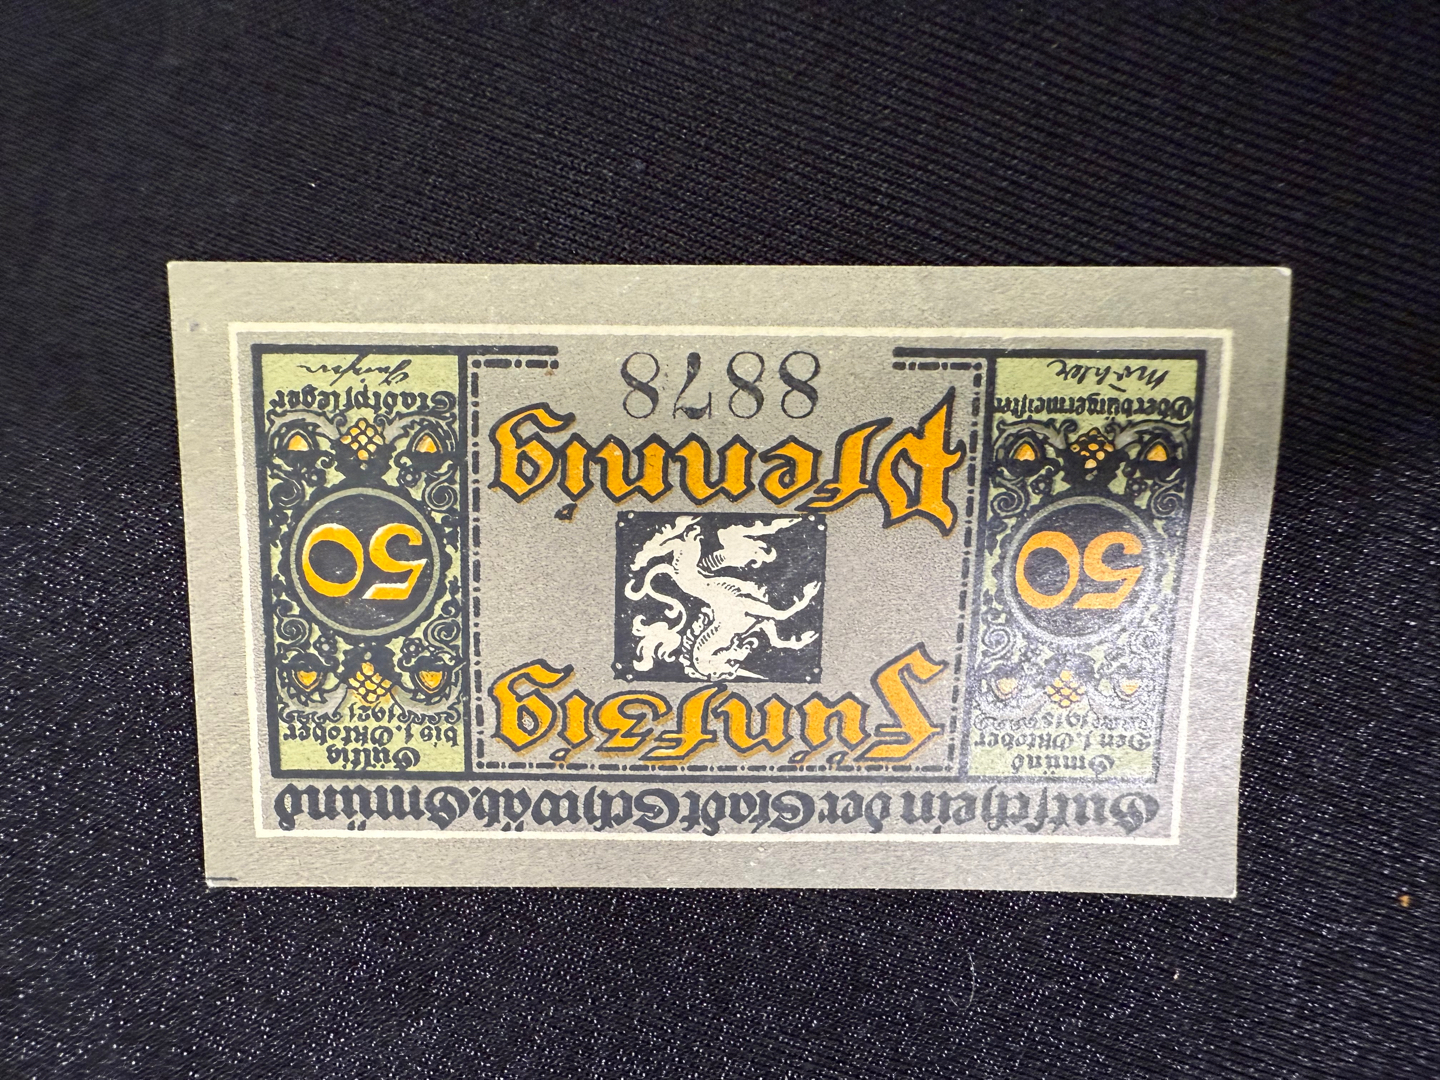 Gutschein der Stadt Schwäb. Gmünd
Gmünd
Den 1. Oktober
1918
50
Oberbürgermeister
Möhler
Fünfzig
Pfennig
8878
Gültig
bis 1. Oktober
1921
50
Stadtpfleger